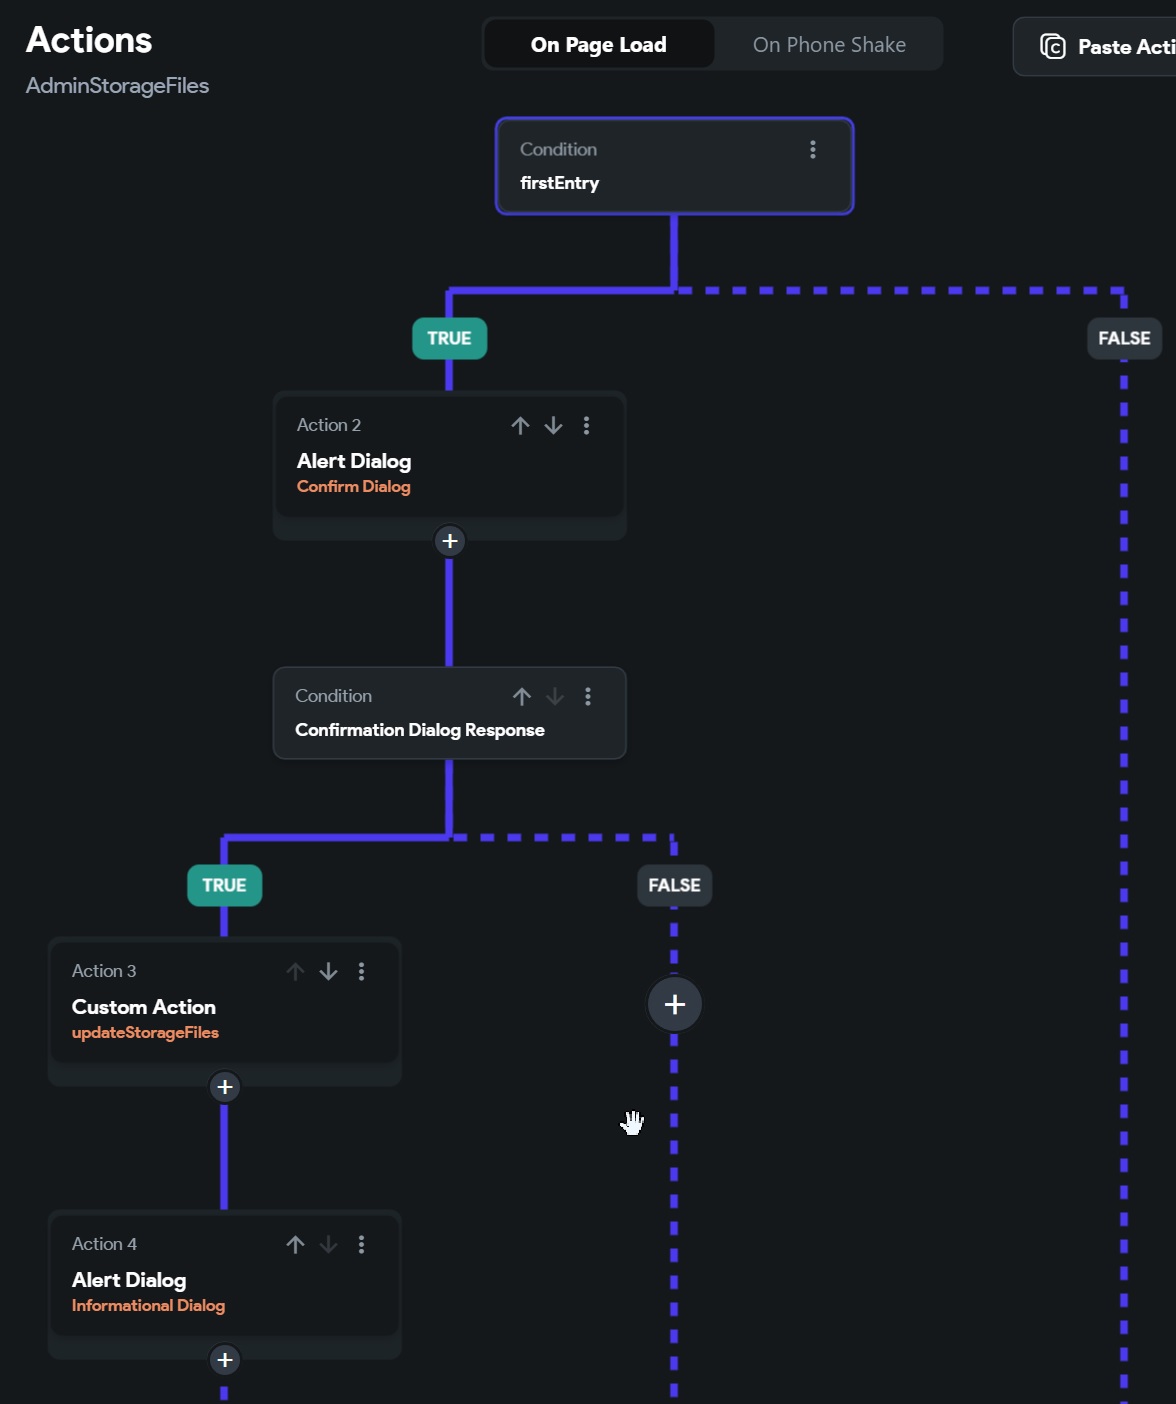 Actions
On Page Load
On Phone Shake
Paste Acti
AdminStorageFiles
Condition
firstEntry
TRUE
FALSE
Action 2
Alert Dialog
Confirm Dialog
Condition
Confirmation Dialog Response
TRUE
FALSE
Action 3
Custom Action
updateStorageFiles
Action 4
Alert Dialog
Informational Dialog